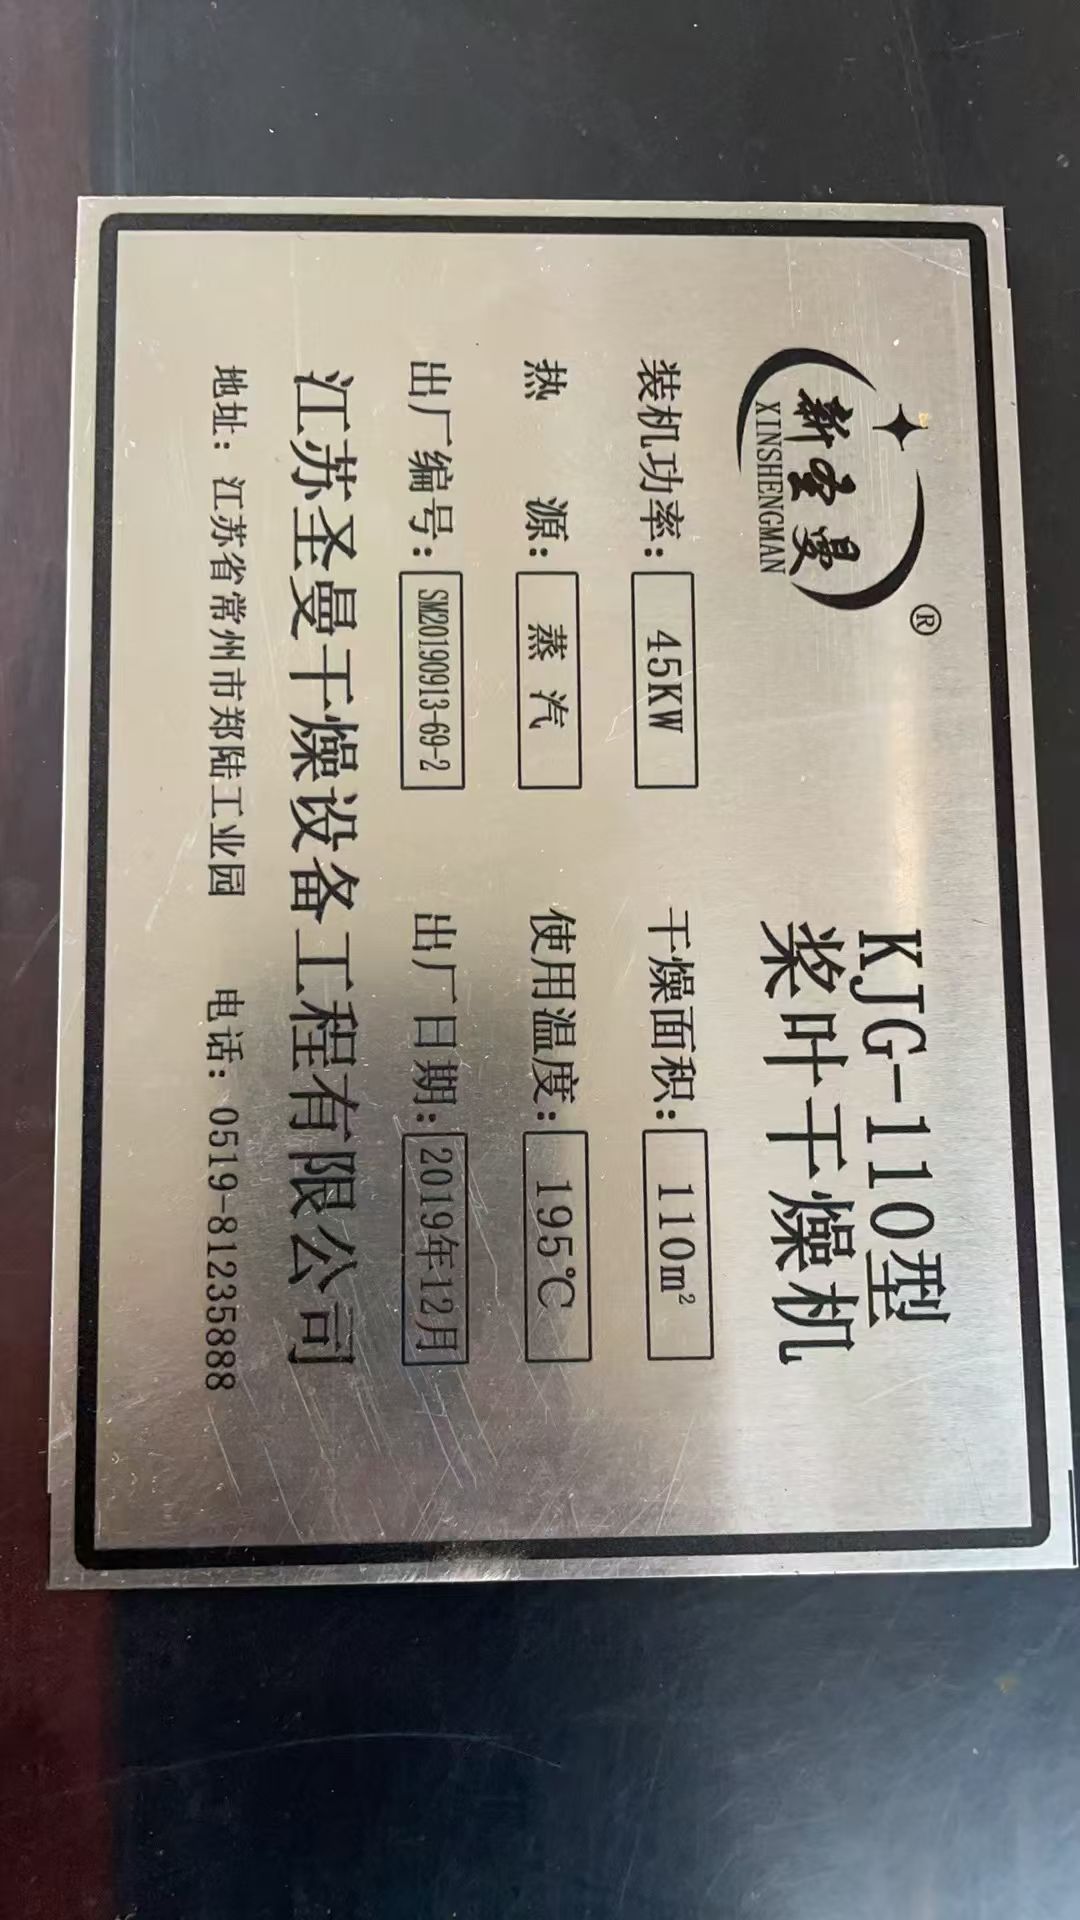 新圣曼
XINSHENGMAN
®
KJG-110型
桨叶干燥机
装机功率: 45KW 干燥面积: 110m²
热源: 蒸汽 使用温度: 195℃
出厂编号: SM20190913-69-2 出厂日期: 2019年12月
江苏圣曼干燥设备工程有限公司
地址: 江苏省常州市郑陆工业园 电话: 0519-81235888